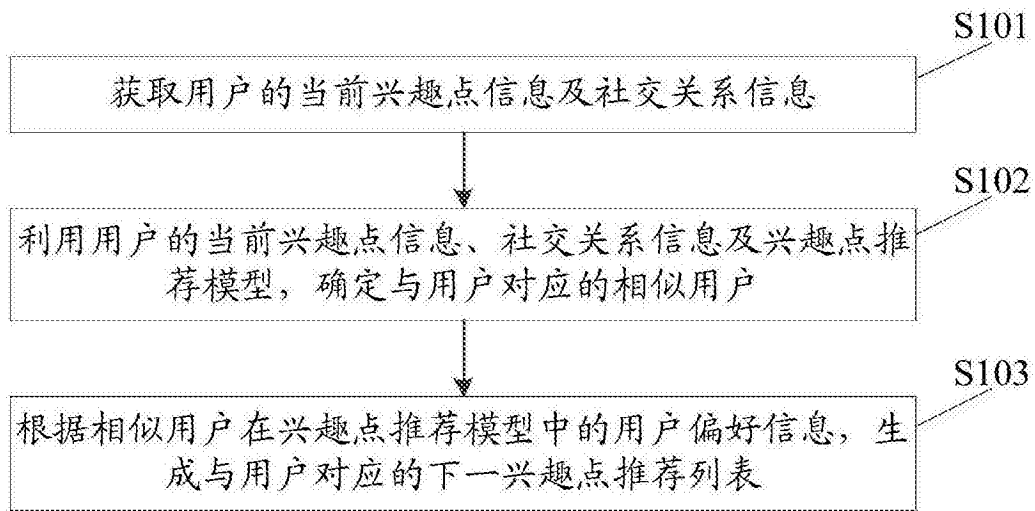 S101
获取用户的当前兴趣点信息及社交关系信息
S102
利用用户的当前兴趣点信息、社交关系信息及兴趣点推
荐模型，确定与用户对应的相似用户
S103
根据相似用户在兴趣点推荐模型中的用户偏好信息，生
成与用户对应的下一兴趣点推荐列表